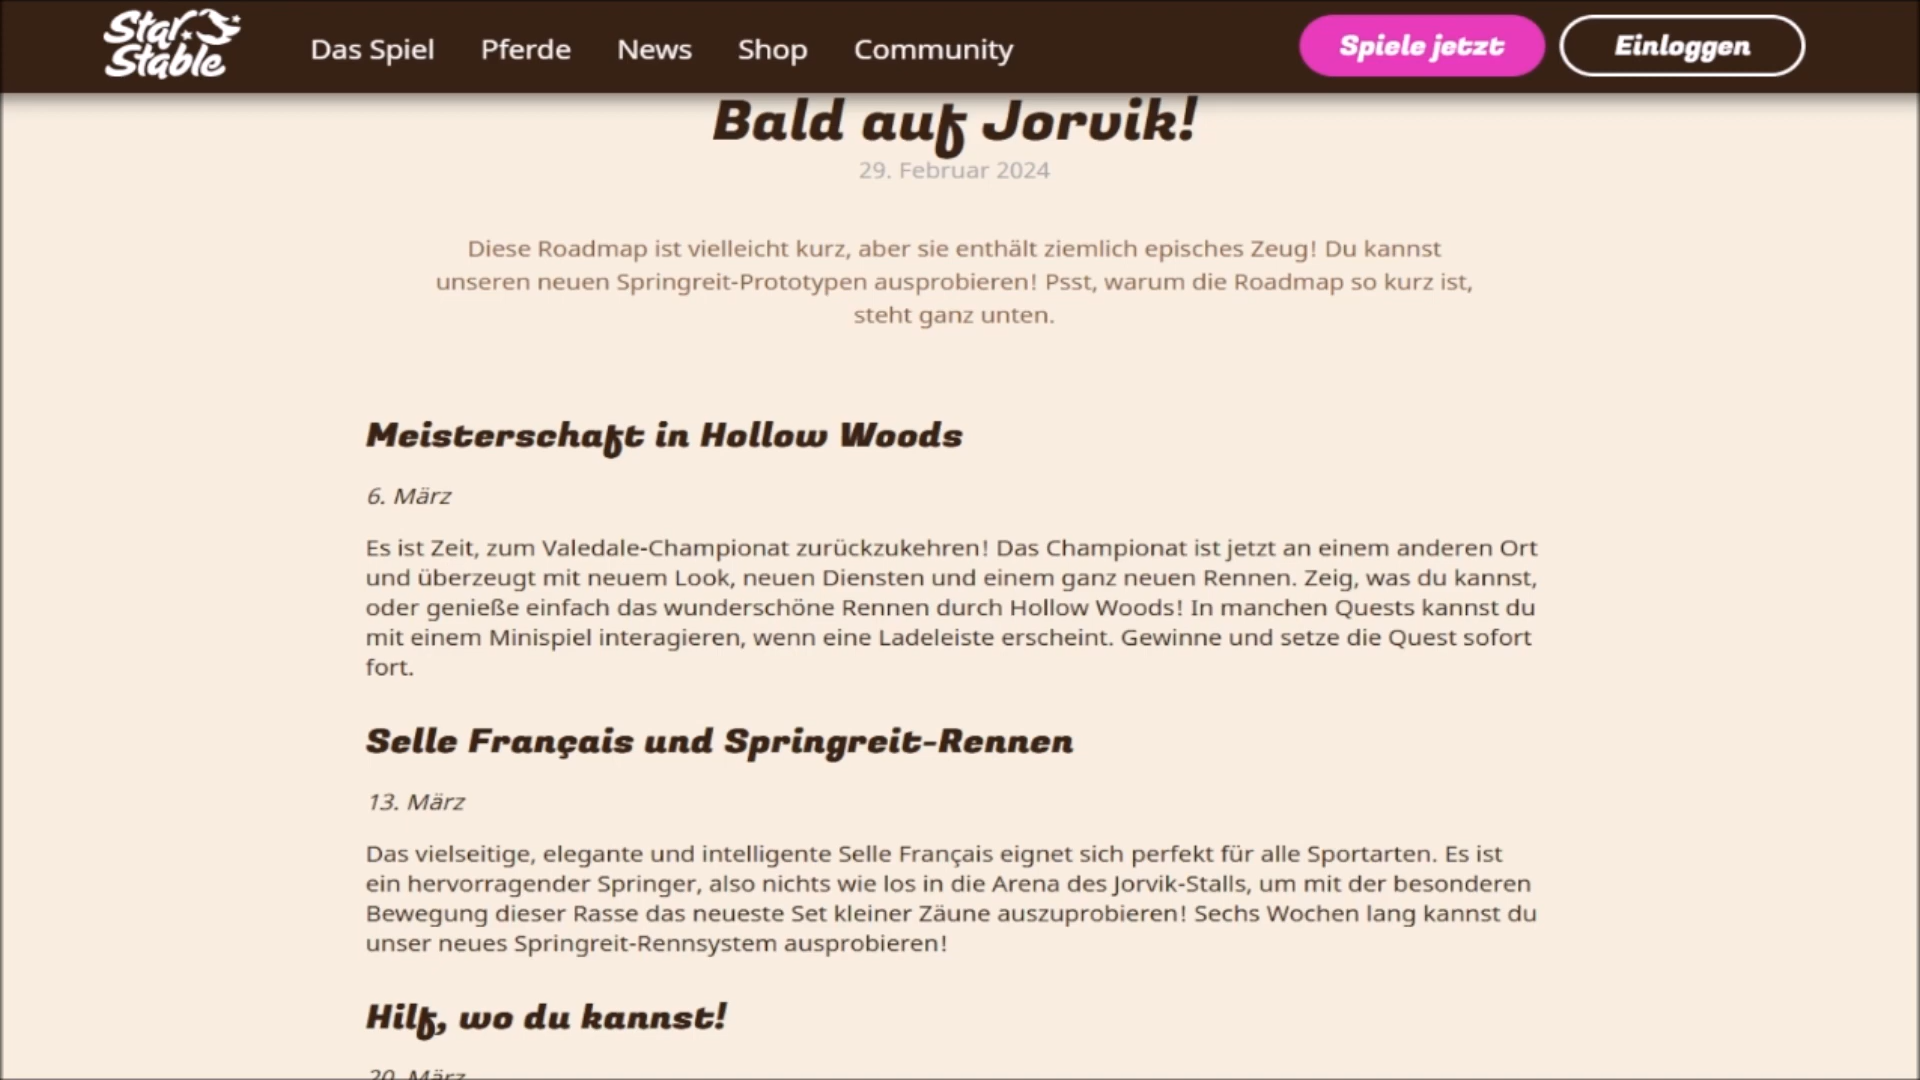 Star Stable
Das Spiel
Pferde
News
Shop
Community
Spiele jetzt
Einloggen
Bald auf Jorvik!
29. Februar 2024
Diese Roadmap ist vielleicht kurz, aber sie enthält ziemlich episches Zeug! Du kannst
unseren neuen Springreit-Prototypen ausprobieren! Psst, warum die Roadmap so kurz ist,
steht ganz unten.
Meisterschaft in Hollow Woods
6. März
Es ist Zeit, zum Valedale-Championat zurückzukehren! Das Championat ist jetzt an einem anderen Ort
und überzeugt mit neuem Look, neuen Diensten und einem ganz neuen Rennen. Zeig, was du kannst,
oder genieße einfach das wunderschöne Rennen durch Hollow Woods! In manchen Quests kannst du
mit einem Minispiel interagieren, wenn eine Ladeleiste erscheint. Gewinne und setze die Quest sofort
fort.
Selle Français und Springreit-Rennen
13. März
Das vielseitige, elegante und intelligente Selle Français eignet sich perfekt für alle Sportarten. Es ist
ein hervorragender Springer, also nichts wie los in die Arena des Jorvik-Stalls, um mit der besonderen
Bewegung dieser Rasse das neueste Set kleiner Zäune auszuprobieren! Sechs Wochen lang kannst du
unser neues Springreit-Rennsystem ausprobieren!
Hilf, wo du kannst!
20. März